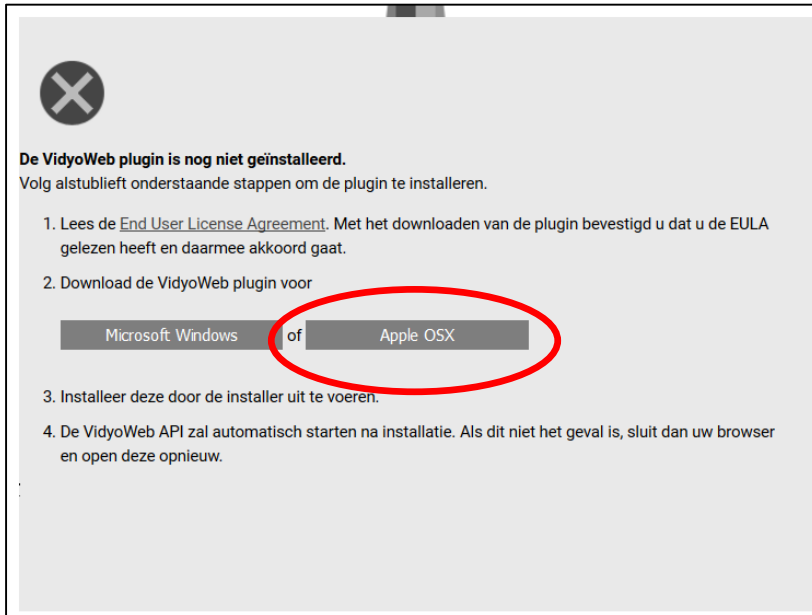 De VidyoWeb plugin is nog niet geïnstalleerd.
Volg alstublieft onderstaande stappen om de plugin te installeren.
1. Lees de End User License Agreement. Met het downloaden van de plugin bevestigd u dat u de EULA
gelezen heeft en daarmee akkoord gaat.
2. Download de VidyoWeb plugin voor
Microsoft Windows of Apple OSX
3. Installeer deze door de installer uit te voeren.
4. De VidyoWeb API zal automatisch starten na installatie. Als dit niet het geval is, sluit dan uw browser
en open deze opnieuw.